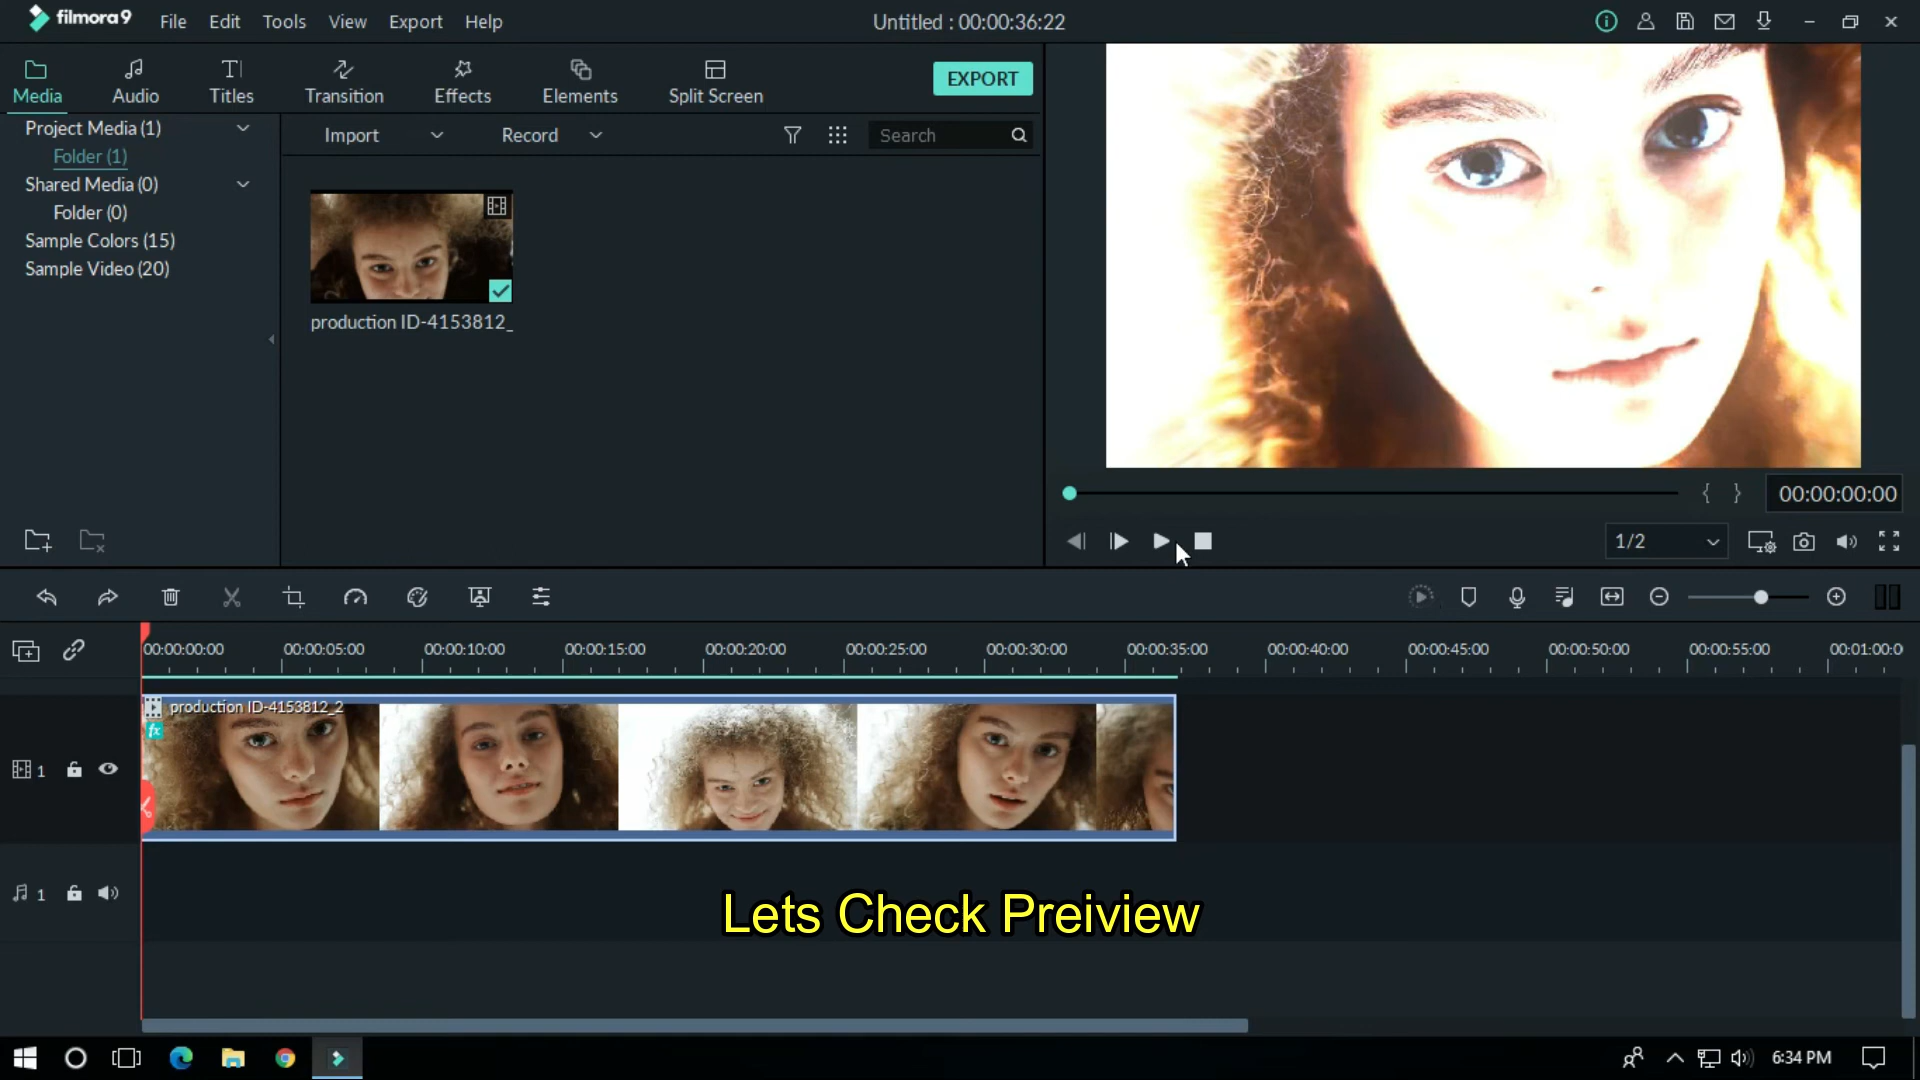 filmora9
File Edit Tools View Export Help
Untitled : 00:00:36:22
Media Audio Titles Transition Effects Elements Split Screen
EXPORT
Project Media (1)
Folder (1)
Shared Media (0)
Folder (0)
Sample Colors (15)
Sample Video (20)
Import Record Search
production ID-4153812_
00:00:00:00
1/2
00:00:00:00 00:00:05:00 00:00:10:00 00:00:15:00 00:00:20:00 00:00:25:00 00:00:30:00 00:00:35:00 00:00:40:00 00:00:45:00 00:00:50:00 00:00:55:00 00:01:00:0
production ID-4153812_2
fx
1
1
Lets Check Preiview
6:34 PM